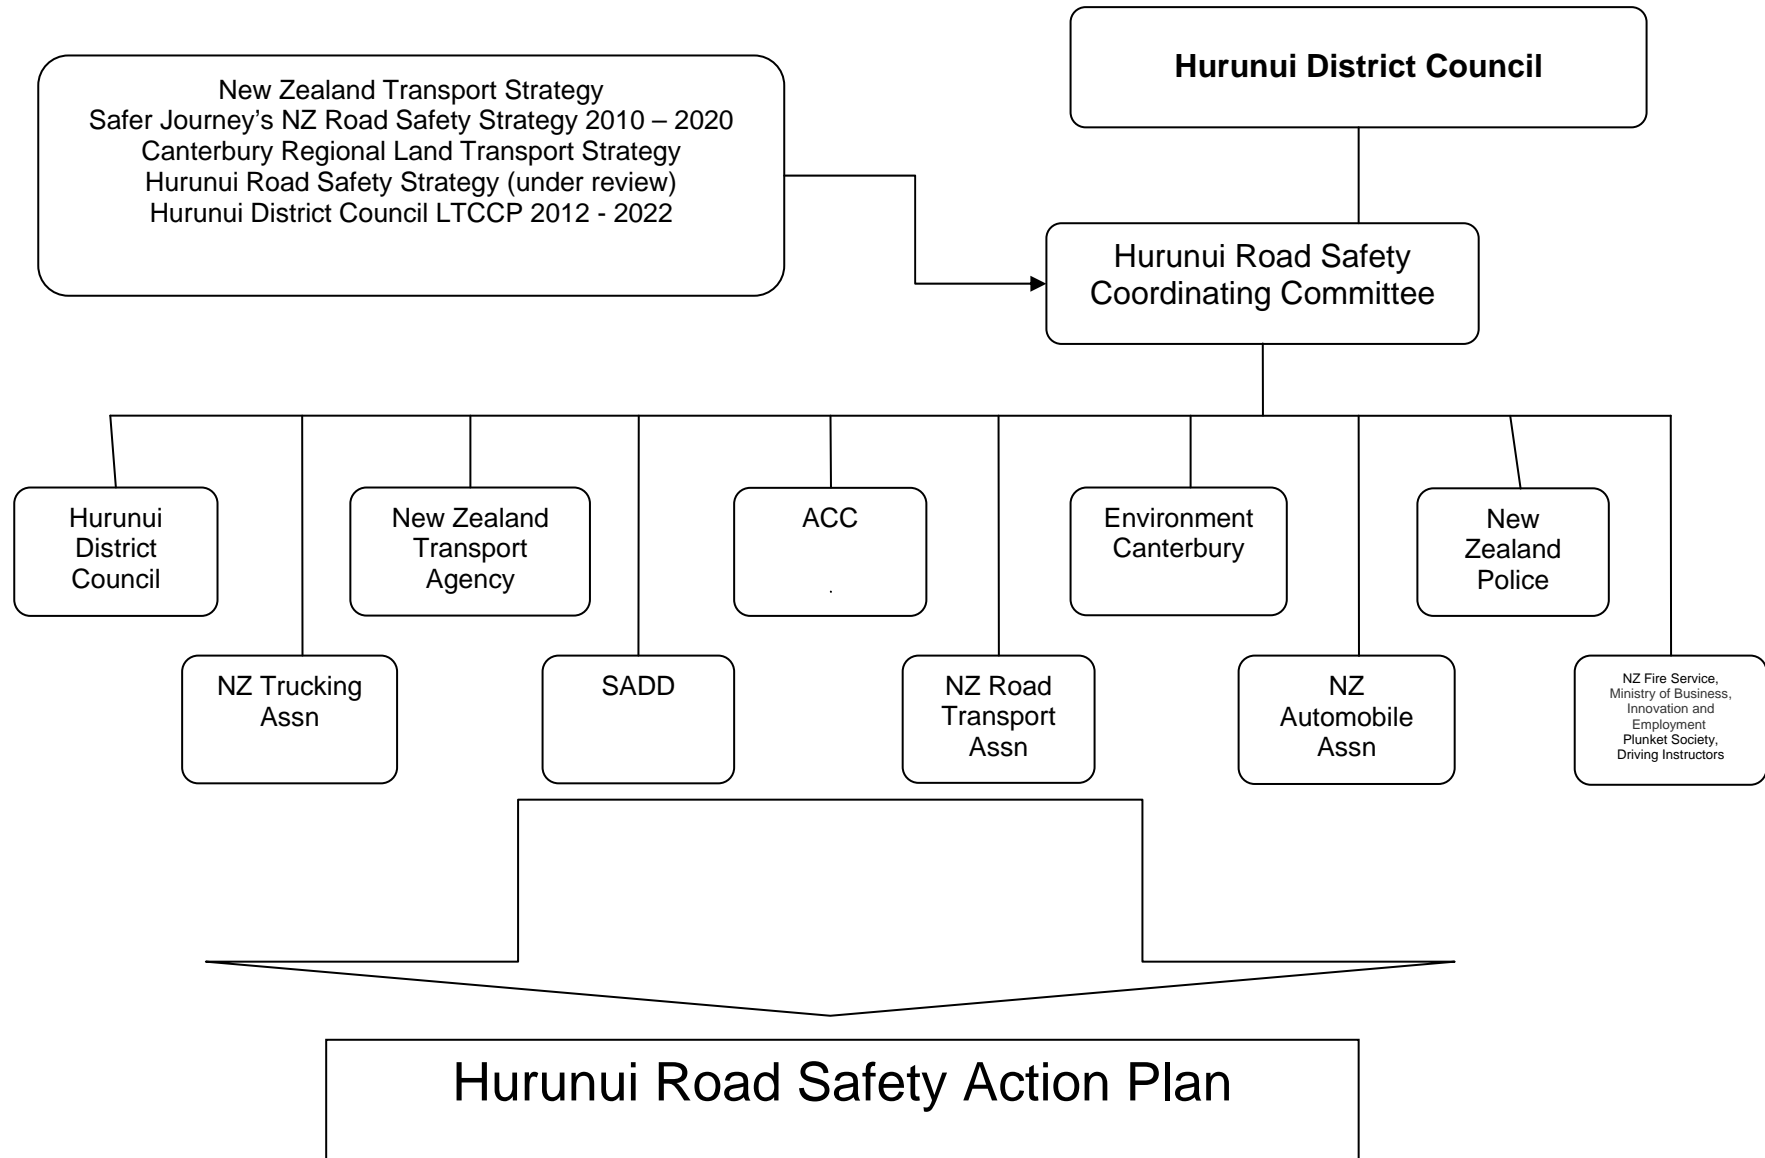 Hurunui District Council
New Zealand Transport Strategy
Safer Journey's NZ Road Safety Strategy 2010 – 2020
Canterbury Regional Land Transport Strategy
Hurunui Road Safety Strategy (under review)
Hurunui District Council LTCCP 2012 - 2022
Hurunui Road Safety
Coordinating Committee
Hurunui
District
Council
New Zealand
Transport
Agency
ACC
.
Environment
Canterbury
New
Zealand
Police
NZ Trucking
Assn
SADD
NZ Road
Transport
Assn
NZ
Automobile
Assn
NZ Fire Service,
Ministry of Business,
Innovation and
Employment
Plunket Society,
Driving Instructors
Hurunui Road Safety Action Plan